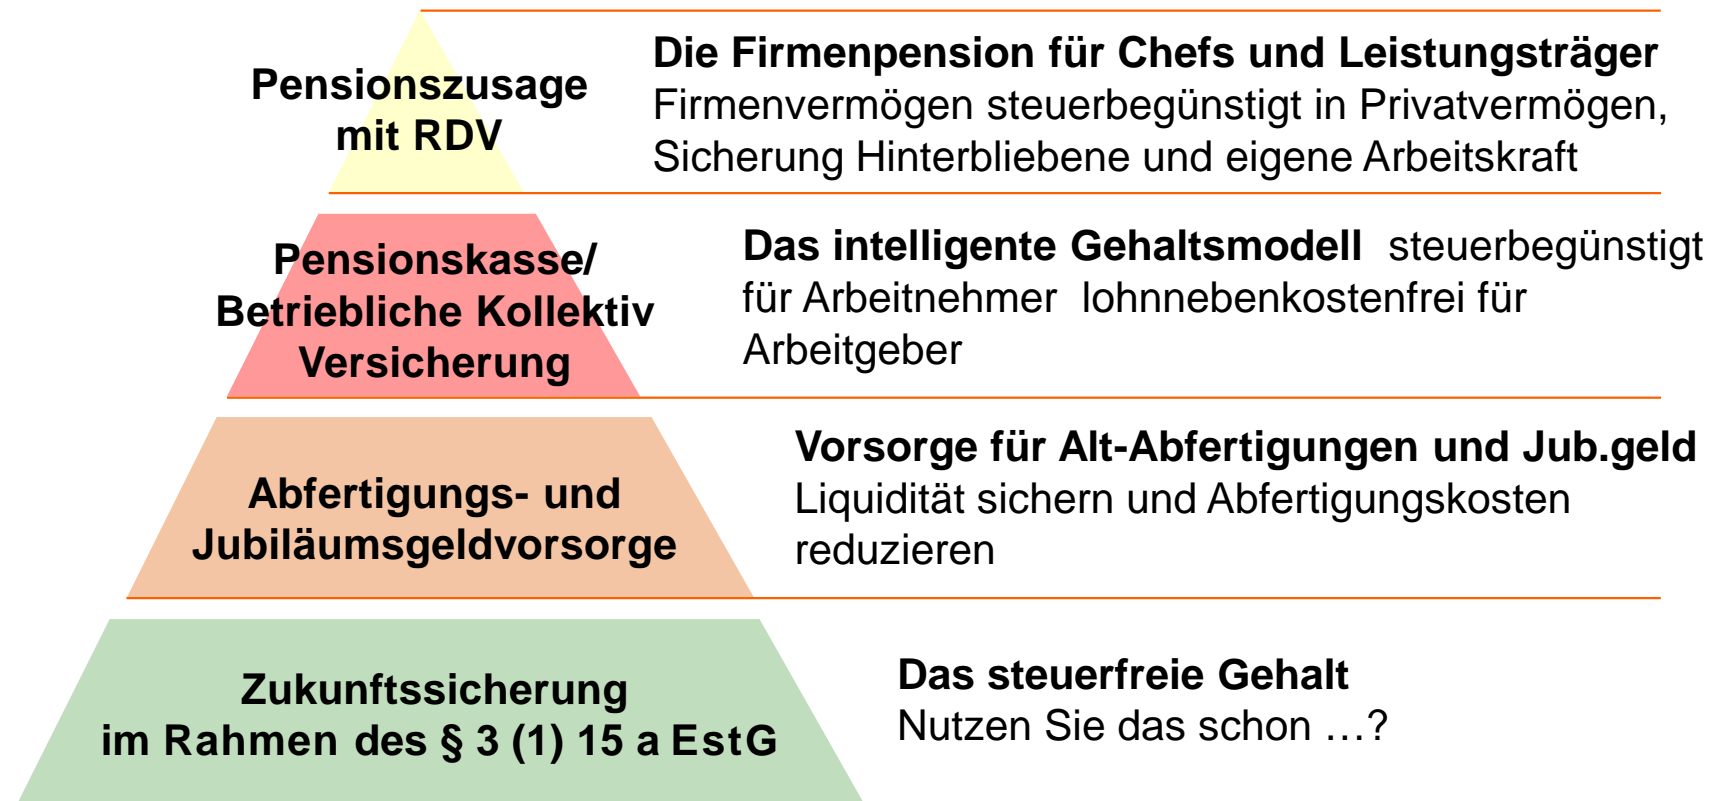 Pensionszusage
mit RDV
Die Firmenpension für Chefs und Leistungsträger
Firmenvermögen steuerbegünstigt in Privatvermögen,
Sicherung Hinterbliebene und eigene Arbeitskraft
Pensionskasse/
Betriebliche Kollektiv
Versicherung
Das intelligente Gehaltsmodell steuerbegünstigt
für Arbeitnehmer lohnnebenkostenfrei für
Arbeitgeber
Abfertigungs- und
Jubiläumsgeldvorsorge
Vorsorge für Alt-Abfertigungen und Jub.geld
Liquidität sichern und Abfertigungskosten
reduzieren
Zukunftssicherung
im Rahmen des § 3 (1) 15 a EstG
Das steuerfreie Gehalt
Nutzen Sie das schon …?